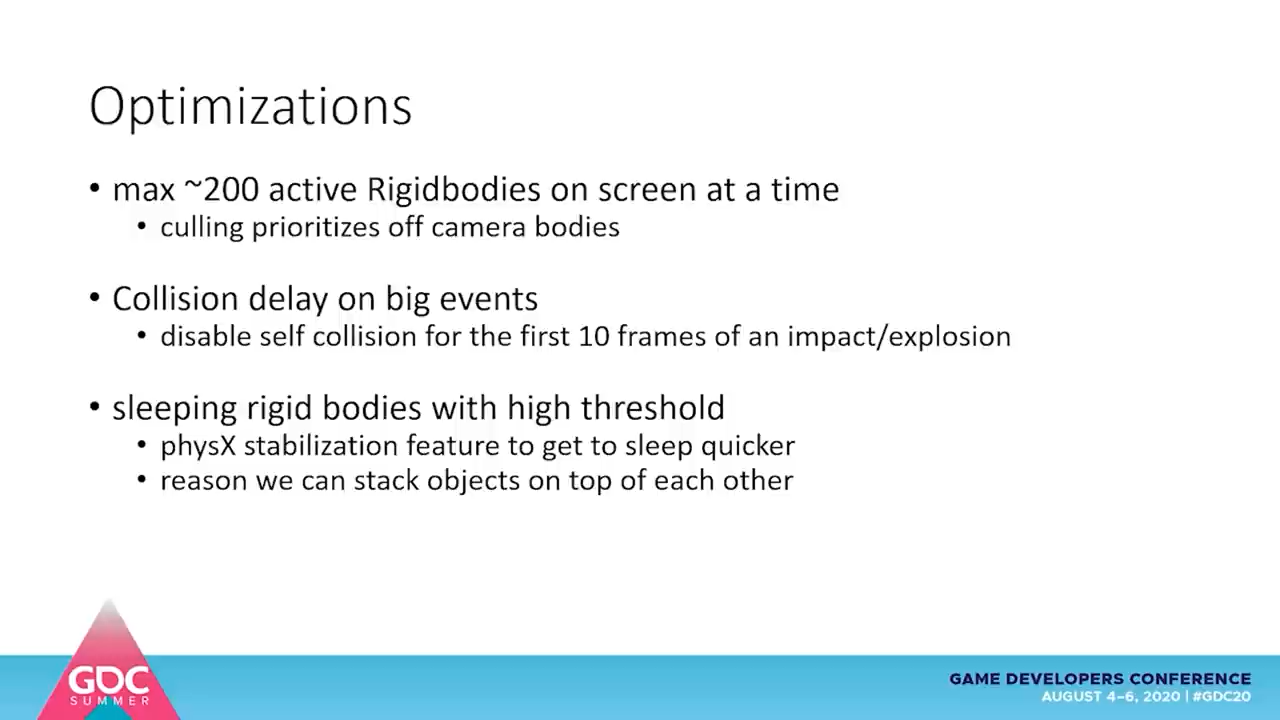 Optimizations
• max ~200 active Rigidbodies on screen at a time
• culling prioritizes off camera bodies
• Collision delay on big events
• disable self collision for the first 10 frames of an impact/explosion
• sleeping rigid bodies with high threshold
• physX stabilization feature to get to sleep quicker
• reason we can stack objects on top of each other
GDC
SUMMER
GAME DEVELOPERS CONFERENCE
AUGUST 4–6, 2020 | #GDC20